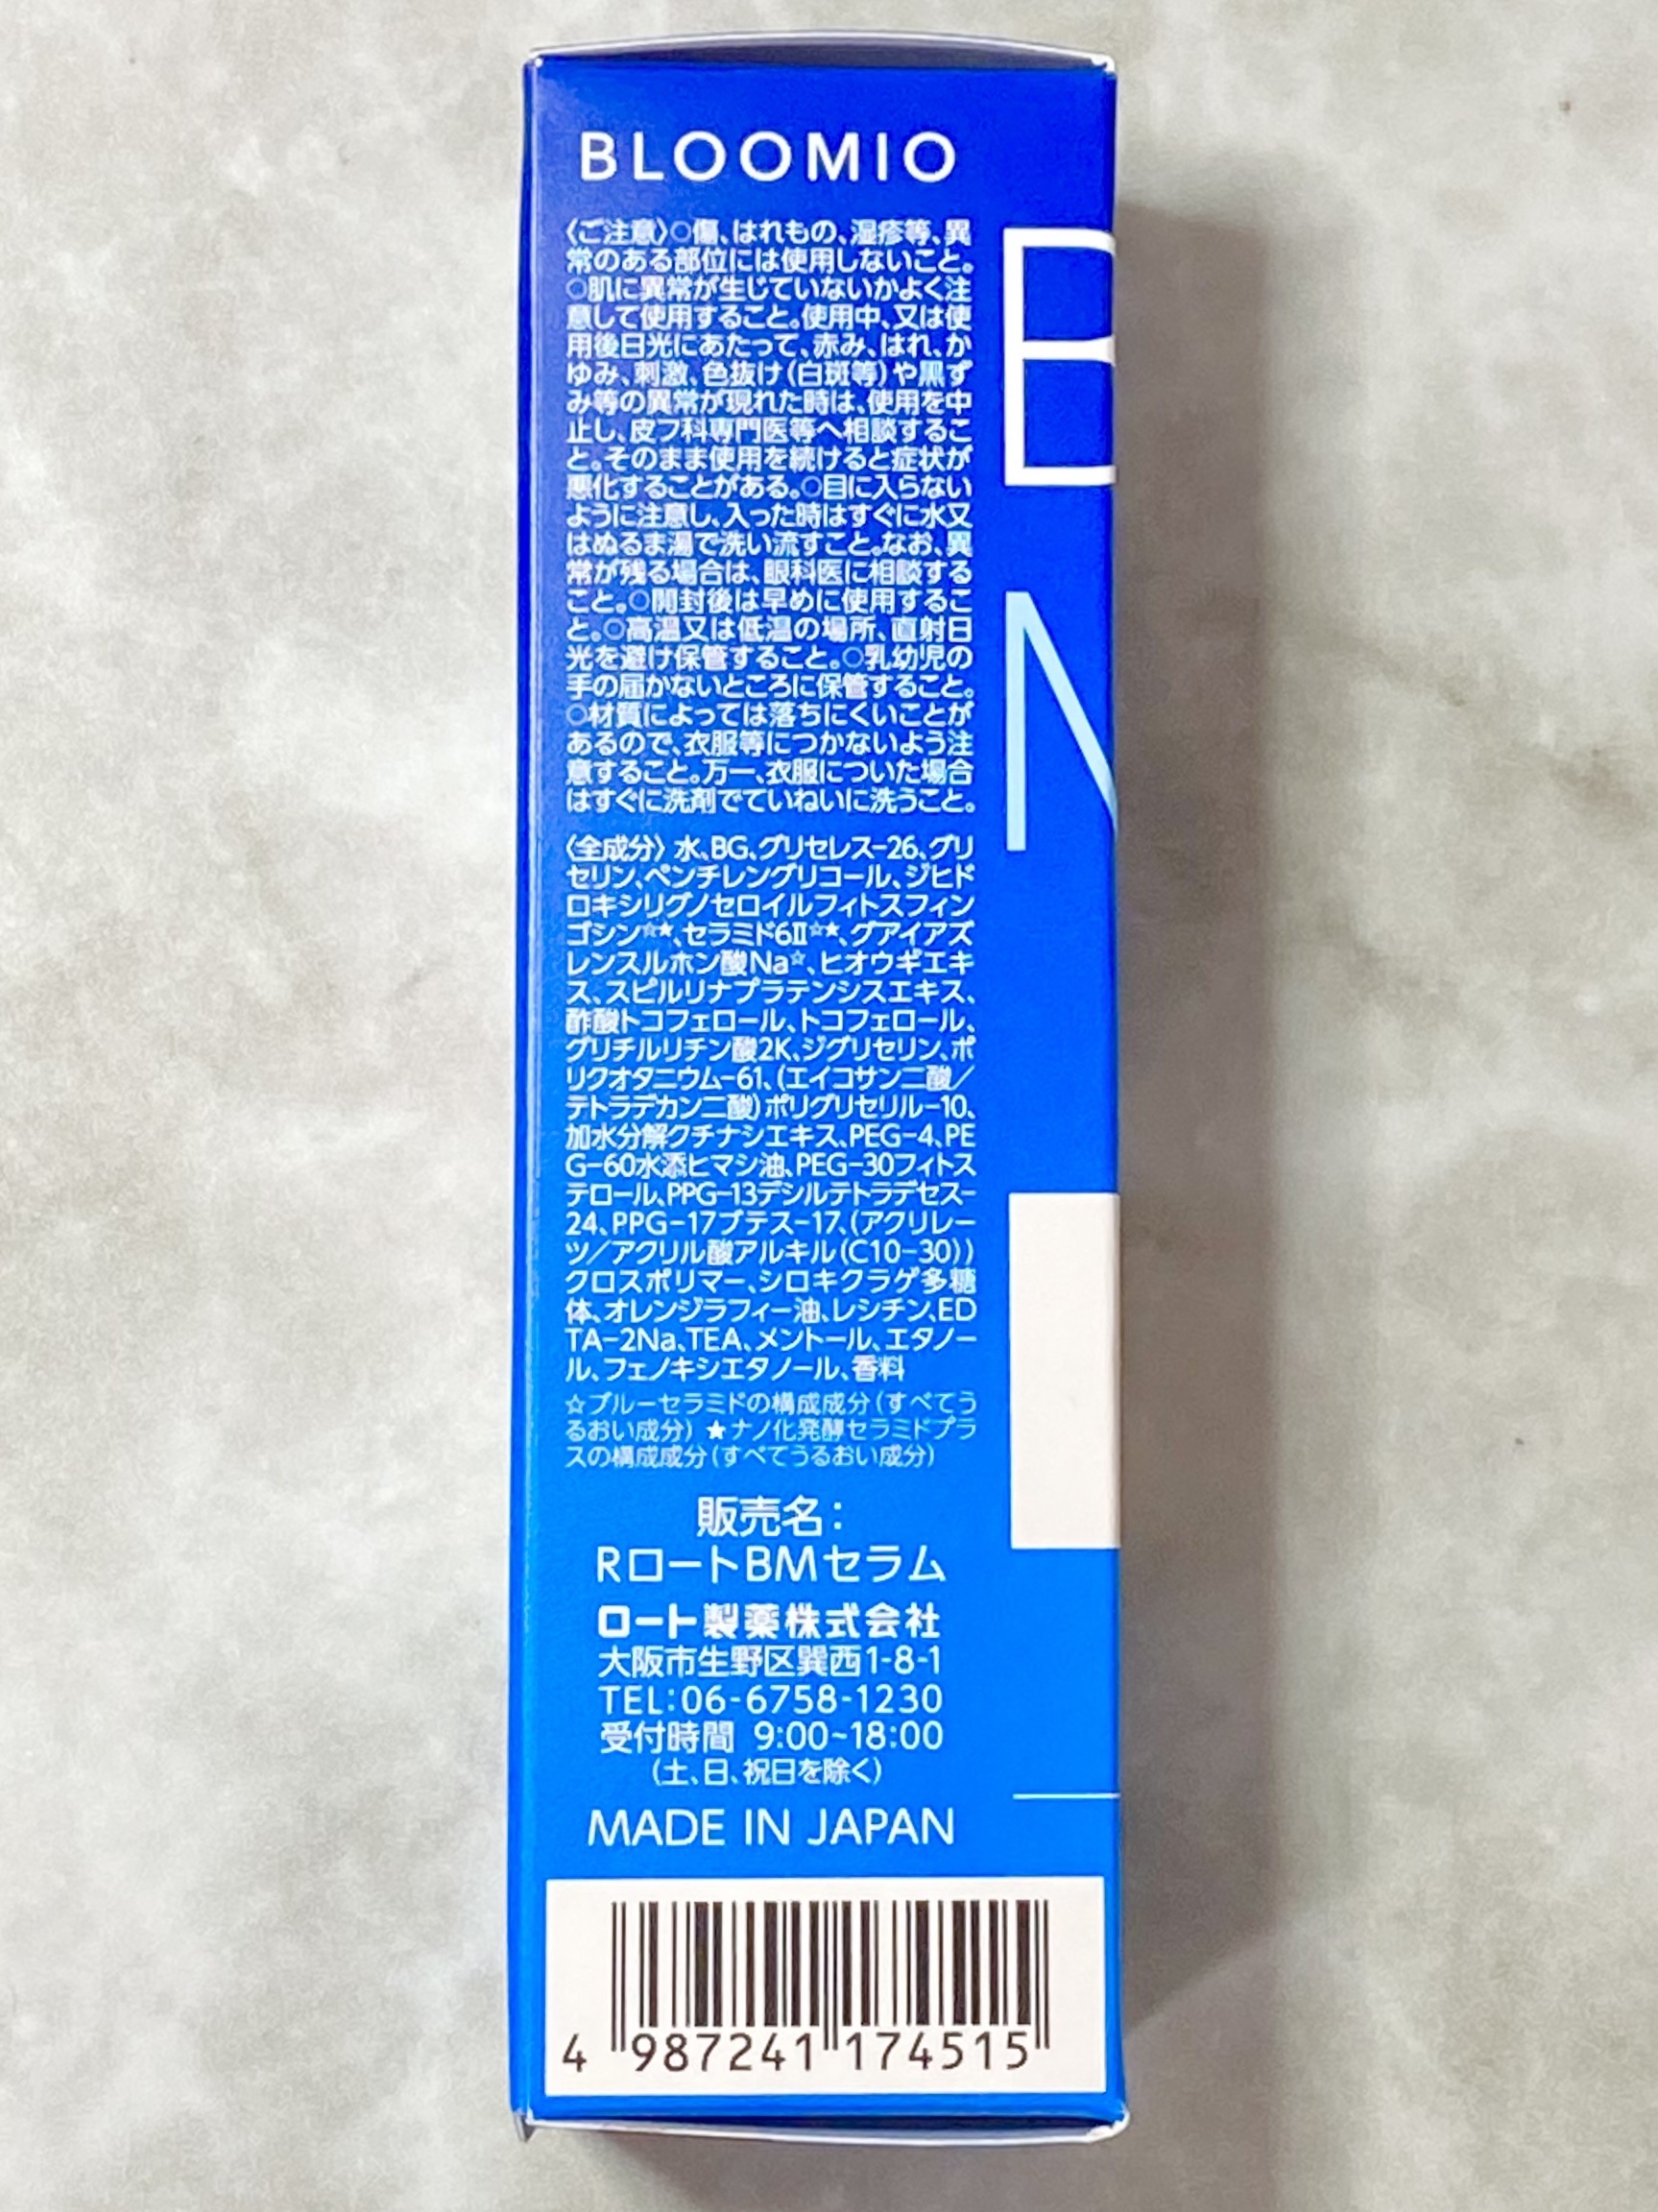 BLOOMIO
〈ご注意〉○傷、はれもの、湿疹等、異
常のある部位には使用しないこと。
○肌に異常が生じていないかよく注
意して使用すること。使用中、又は使
用後日光にあたって、赤み、はれ、か
ゆみ、刺激、色抜け(白斑等)や黒ず
み等の異常が現れた時は、使用を中
止し、皮フ科専門医等へ相談するこ
と。そのまま使用を続けると症状が
悪化することがある。○目に入らない
ように注意し、入った時はすぐに水又
はぬるま湯で洗い流すこと。なお、異
常が残る場合は、眼科医に相談する
こと。○開封後は早めに使用するこ
と。○高温又は低温の場所、直射日
光を避け保管すること。○乳幼児の
手の届かないところに保管すること。
○材質によっては落ちにくいことが
あるので、衣服等につかないよう注
意すること。万一、衣服についた場合
はすぐに洗剤でていねいに洗うこと。
〈全成分〉水、BG、グリセレス-26、グリ
セリン、ペンチレングリコール、ジヒド
ロキシリグノセロイルフィトスフィン
ゴシン☆★、セラミド6Ⅱ☆★、グアイアズ
レンスルホン酸Na☆、ヒオウギエキ
ス、スピルリナプラテンシスエキス、
酢酸トコフェロール、トコフェロール、
グリチルリチン酸2K、ジグリセリン、ポ
リクオタニウム-61、(エイコサン二酸/
テトラデカン二酸)ポリグリセリル-10、
加水分解クチナシエキス、PEG-4、PE
G-60水添ヒマシ油、PEG-30フィトス
テロール、PPG-13デシルテトラデセス-
24、PPG-17ブテス-17、(アクリレー
ツ/アクリル酸アルキル(C10-30))
クロスポリマー、シロキクラゲ多糖
体、オレンジラフィー油、レシチン、ED
TA-2Na、TEA、メントール、エタノー
ル、フェノキシエタノール、香料
☆ブルーセラミドの構成成分(すべてう
るおい成分) ★ナノ化発酵セラミドプラ
スの構成成分(すべてうるおい成分)
販売名:
RロートBMセラム
ロート製薬株式会社
大阪市生野区巽西1-8-1
TEL:06-6758-1230
受付時間 9:00~18:00
(土、日、祝日を除く)
MADE IN JAPAN
4 987241 174515